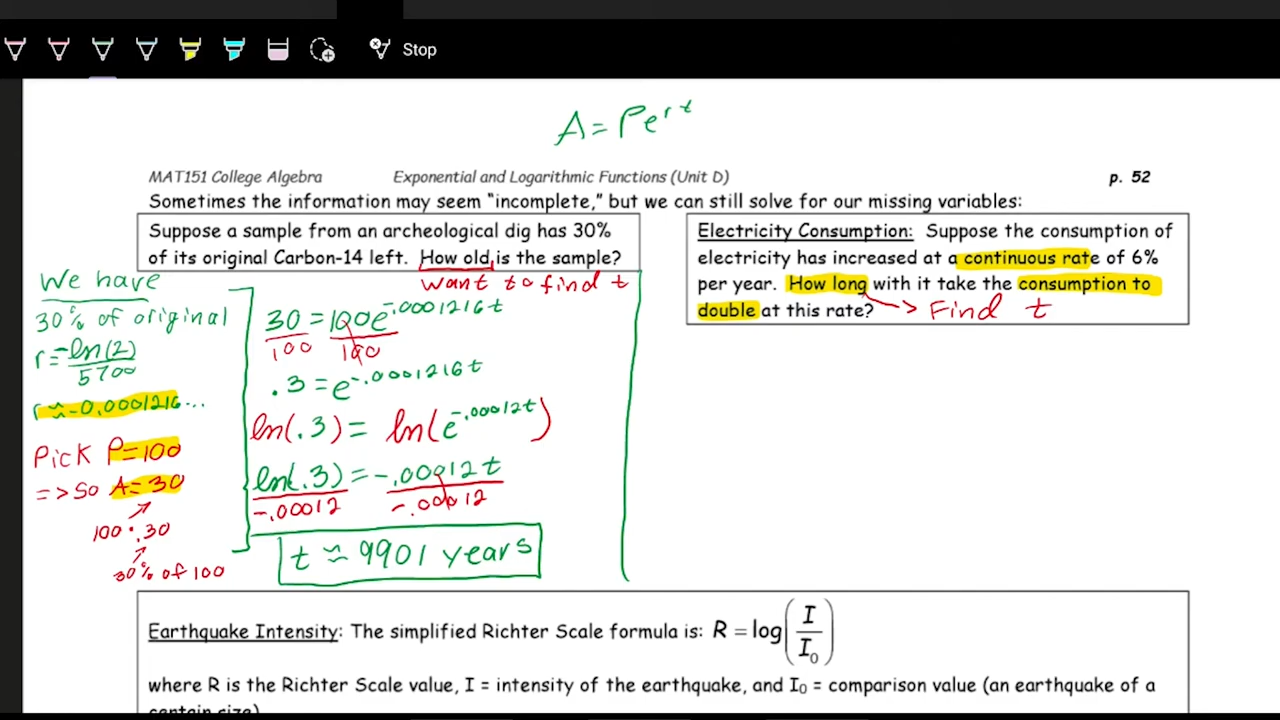 Stop
A = Pe^rt
MAT151 College Algebra Exponential and Logarithmic Functions (Unit D) p. 52
Sometimes the information may seem “incomplete,” but we can still solve for our missing variables:
Suppose a sample from an archeological dig has 30%
of its original Carbon-14 left. How old is the sample?
want to find t
We have
30% of original
r = -ln(2)/5700
r ≈ -0.0001216...
Pick P=100
=> So A=30
100 · .30
30% of 100
30 = 100e^-.0001216t
100 100
.3 = e^-.0001216t
ln(.3) = ln(e^-.00012t)
ln(.3) = -.00012t
-.00012 -.00012
t ≈ 9901 years
Electricity Consumption: Suppose the consumption of
electricity has increased at a continuous rate of 6%
per year. How long with it take the consumption to
double at this rate? -> Find t
Earthquake Intensity: The simplified Richter Scale formula is: R = log(I/I₀)
where R is the Richter Scale value, I = intensity of the earthquake, and I₀ = comparison value (an earthquake of a
certain size)